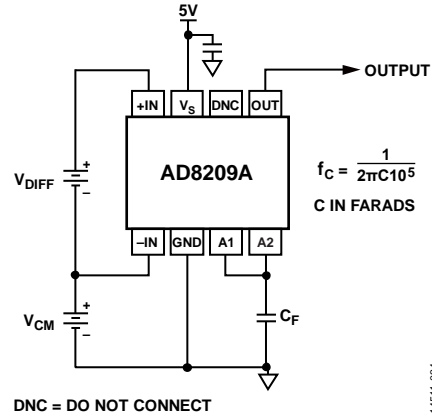 5V
OUTPUT
+IN
VS
DNC
OUT
AD8209A
fC = 1 / 2πC10^5
C IN FARADS
VDIFF
+
–
–IN
GND
A1
A2
VCM
+
–
CF
DNC = DO NOT CONNECT